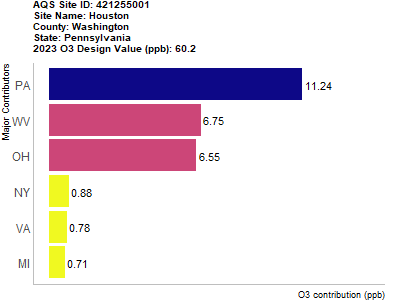 AQS Site ID: 421255001
Site Name: Houston
County: Washington
State: Pennsylvania
2023 O3 Design Value (ppb): 60.2
Major Contributors
PA 11.24
WV 6.75
OH 6.55
NY 0.88
VA 0.78
MI 0.71
O3 contribution (ppb)